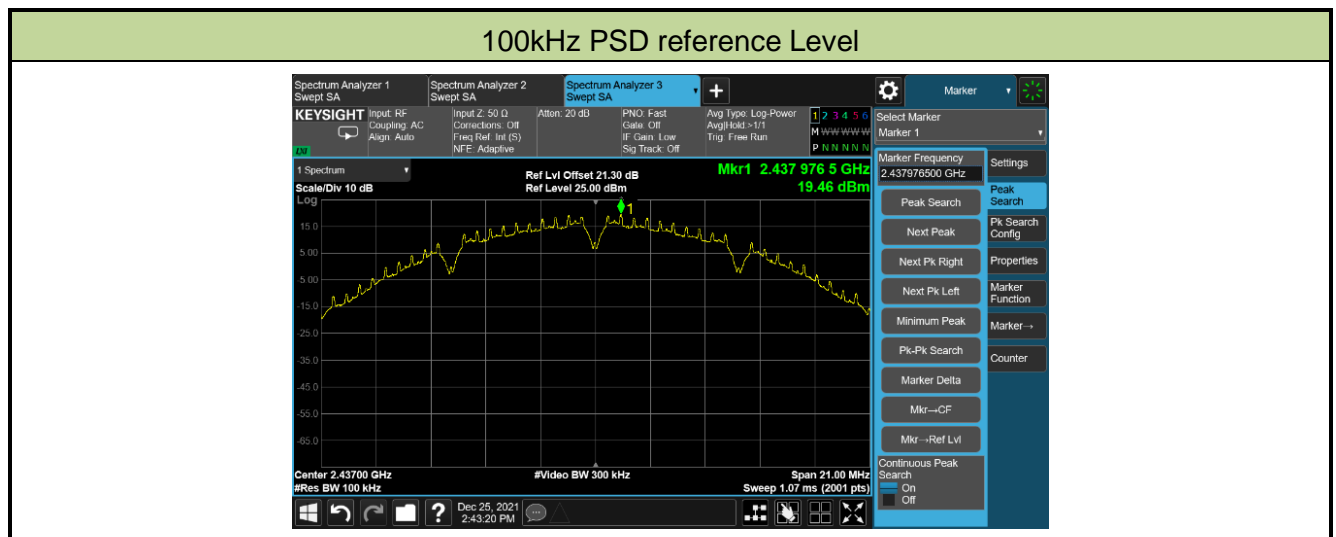 100kHz PSD reference Level
Spectrum Analyzer 1
Swept SA
Spectrum Analyzer 2
Swept SA
Spectrum Analyzer 3
Swept SA
Marker
KEYSIGHT
Input: RF
Coupling: AC
Align: Auto
Input Z: 50 Ω
Corrections: Off
Freq Ref: Int (S)
NFE: Adaptive
Atten: 20 dB
PNO: Fast
Gate: Off
IF Gain: Low
Sig Track: Off
Avg Type: Log-Power
Avg|Hold:>1/1
Trig: Free Run
1 2 3 4 5 6
M W W W W W
P N N N N N
LXI
Select Marker
Marker 1
1 Spectrum
Scale/Div 10 dB
Log
Ref Lvl Offset 21.30 dB
Ref Level 25.00 dBm
Mkr1 2.437 976 5 GHz
19.46 dBm
1
15.0
5.00
-5.00
-15.0
-25.0
-35.0
-45.0
-55.0
-65.0
Center 2.43700 GHz
#Res BW 100 kHz
#Video BW 300 kHz
Span 21.00 MHz
Sweep 1.07 ms (2001 pts)
Marker Frequency
2.437976500 GHz
Peak Search
Next Peak
Next Pk Right
Next Pk Left
Minimum Peak
Pk-Pk Search
Marker Delta
Mkr→CF
Mkr→Ref Lvl
Continuous Peak
Search
On
Off
Settings
Peak
Search
Pk Search
Config
Properties
Marker
Function
Marker→
Counter
?
Dec 25, 2021
2:43:20 PM